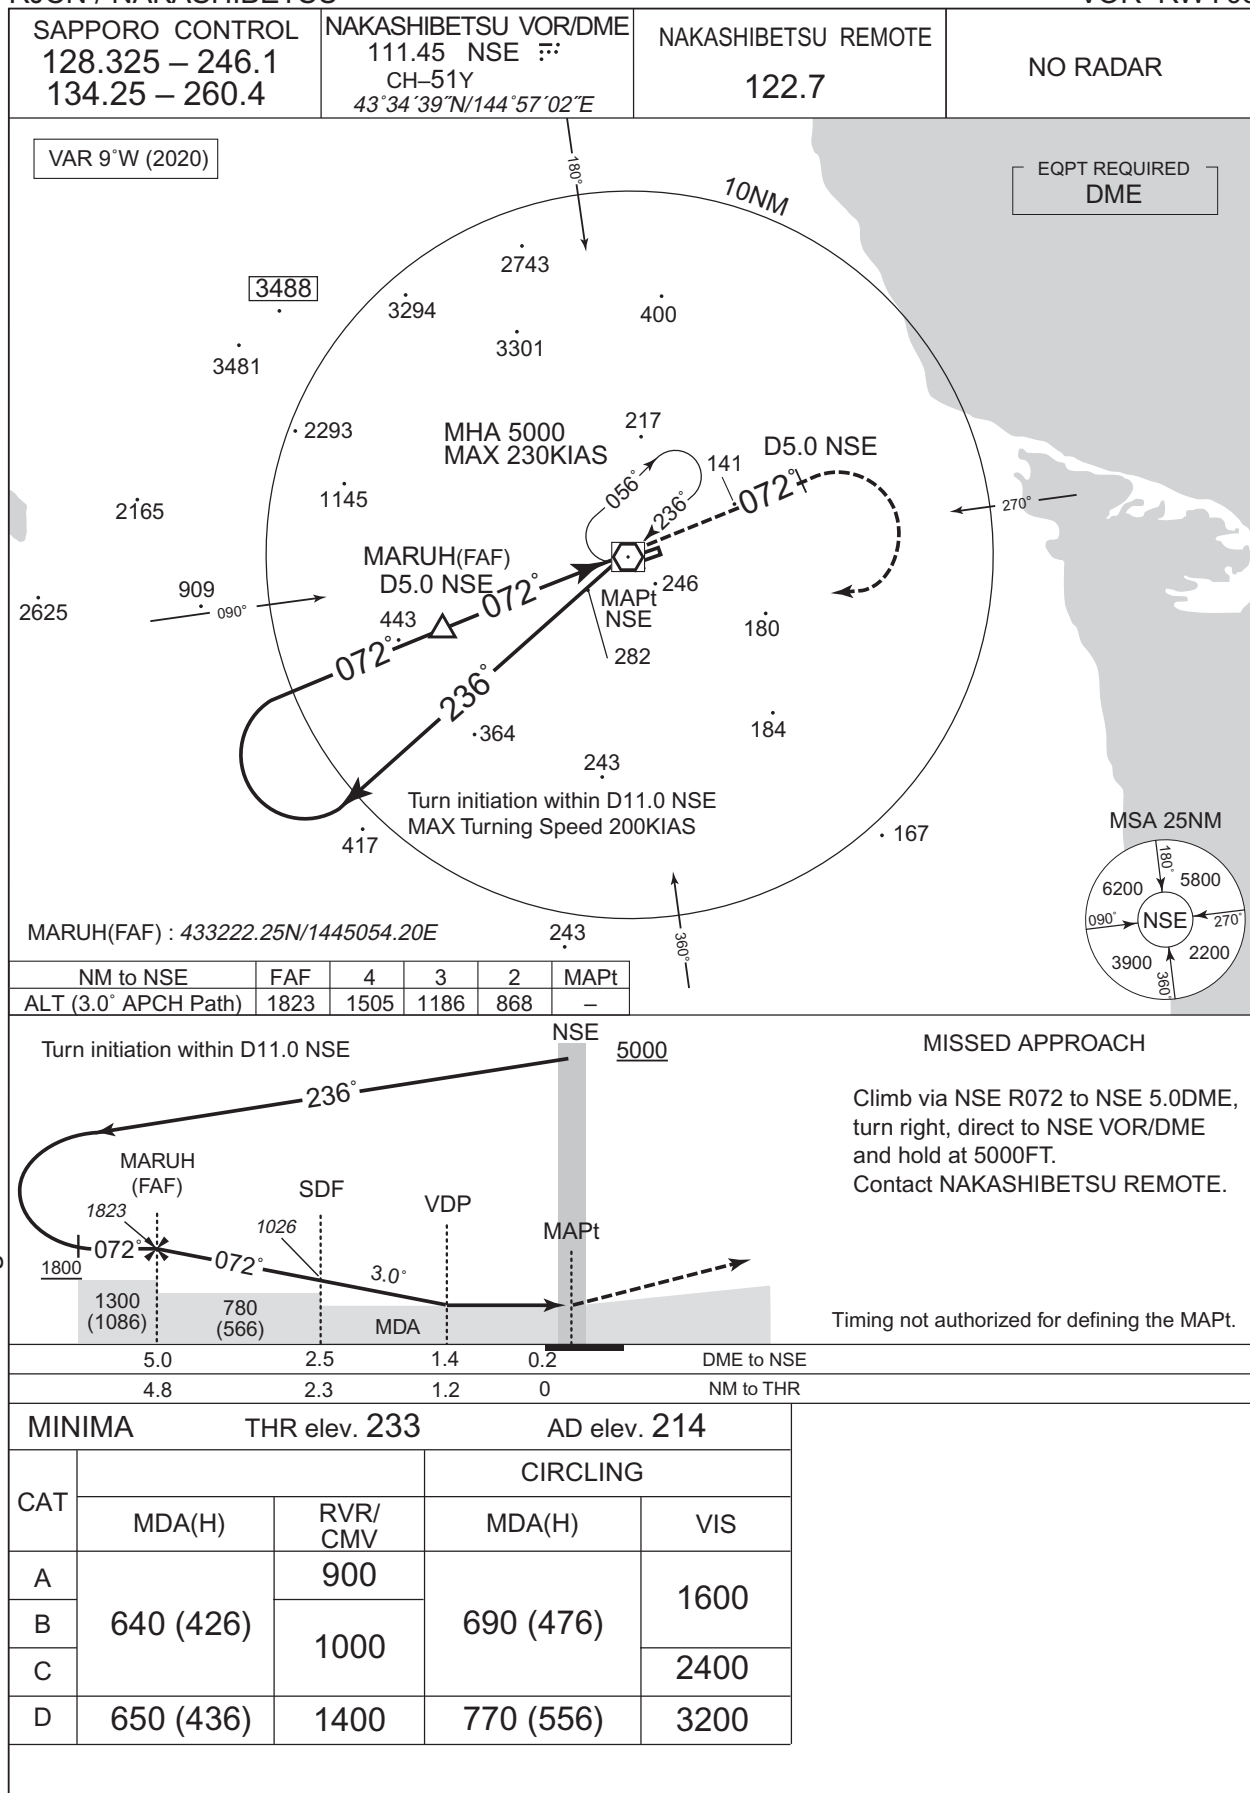 SAPPORO CONTROL
128.325 – 246.1
134.25 – 260.4
NAKASHIBETSU VOR/DME
111.45 NSE
CH–51Y
43°34´39˝N/144°57´02˝E
NAKASHIBETSU REMOTE
122.7
NO RADAR
VAR 9°W (2020)
EQPT REQUIRED
DME
180°
10NM
2743
3488
3294
400
3301
3481
2293
MHA 5000
MAX 230KIAS
217
D5.0 NSE
141
1145
2165
056°
236°
072°
270°
MARUH(FAF)
D5.0 NSE
072°
909
090°
2625
443
246
MAPt
NSE
180
072°
282
236°
364
184
243
Turn initiation within D11.0 NSE
MAX Turning Speed 200KIAS
417
167
MSA 25NM
180°
6200
5800
090°
NSE
270°
3900
2200
360°
360°
MARUH(FAF) : 433222.25N/1445054.20E
243
NM to NSE FAF 4 3 2 MAPt
ALT (3.0° APCH Path) 1823 1505 1186 868 –
Turn initiation within D11.0 NSE
NSE
5000
236°
MARUH
(FAF)
SDF
VDP
MAPt
1823
1026
072°
072°
3.0°
1800
1300
(1086)
780
(566)
MDA
MISSED APPROACH
Climb via NSE R072 to NSE 5.0DME,
turn right, direct to NSE VOR/DME
and hold at 5000FT.
Contact NAKASHIBETSU REMOTE.
Timing not authorized for defining the MAPt.
5.0 2.5 1.4 0.2 DME to NSE
4.8 2.3 1.2 0 NM to THR
MINIMA THR elev. 233 AD elev. 214
CAT
CIRCLING
MDA(H) RVR/CMV MDA(H) VIS
A 900
B 640 (426) 1000 690 (476) 1600
C 2400
D 650 (436) 1400 770 (556) 3200